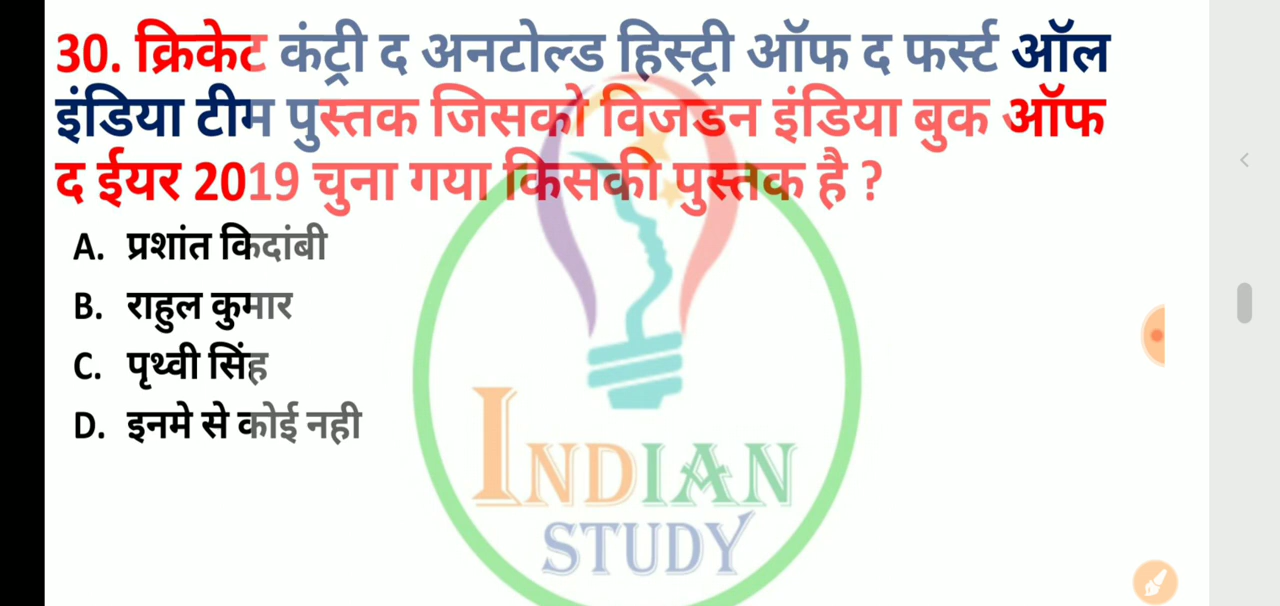 30. क्रिकेट कंट्री द अनटोल्ड हिस्ट्री ऑफ द फर्स्ट ऑल
इंडिया टीम पुस्तक जिसको विजडन इंडिया बुक ऑफ
द ईयर 2019 चुना गया किसकी पुस्तक है ?
A. प्रशांत किदांबी
B. राहुल कुमार
C. पृथ्वी सिंह
D. इनमे से कोई नही
INDIAN
STUDY